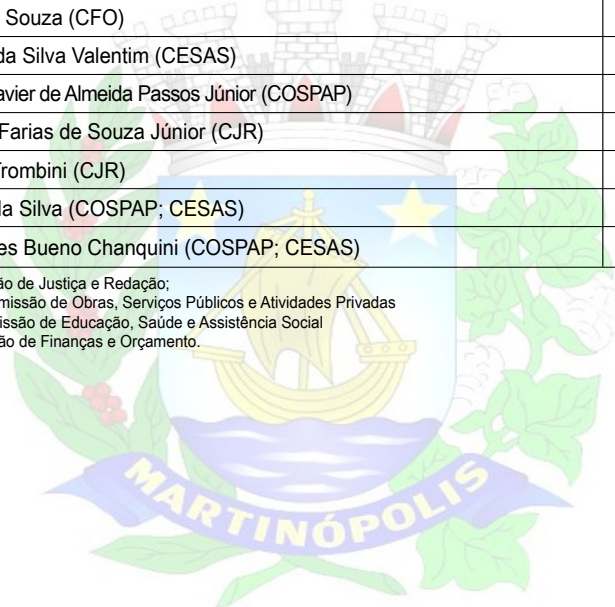 Souza (CFO)
da Silva Valentim (CESAS)
avier de Almeida Passos Júnior (COSPAP)
Farias de Souza Júnior (CJR)
Trombini (CJR)
da Silva (COSPAP; CESAS)
es Bueno Chanquini (COSPAP; CESAS)
ão de Justiça e Redação;
missão de Obras, Serviços Públicos e Atividades Privadas
issão de Educação, Saúde e Assistência Social
ão de Finanças e Orçamento.
MARTINÓPOLIS